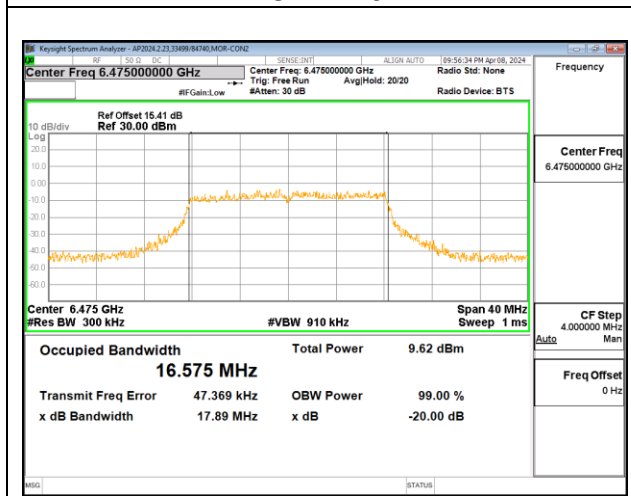 Keysight Spectrum Analyzer - AP2024.2.23,33499/84740,MOR-CON2
RF 50 Ω DC SENSE:INT ALIGN AUTO 09:56:34 PM Apr 08, 2024
Center Freq 6.475000000 GHz
Center Freq: 6.475000000 GHz
Radio Std: None
Trig: Free Run Avg|Hold: 20/20
#IFGain:Low #Atten: 30 dB Radio Device: BTS
Frequency
Ref Offset 15.41 dB
10 dB/div Ref 30.00 dBm
Log
20.0
10.0
0.00
-10.0
-20.0
-30.0
-40.0
-50.0
-60.0
Center Freq
6.475000000 GHz
Center 6.475 GHz Span 40 MHz
#Res BW 300 kHz #VBW 910 kHz Sweep 1 ms
CF Step
4.000000 MHz
Auto Man
Occupied Bandwidth Total Power 9.62 dBm
16.575 MHz
Transmit Freq Error 47.369 kHz OBW Power 99.00 %
x dB Bandwidth 17.89 MHz x dB -20.00 dB
Freq Offset
0 Hz
MSG STATUS